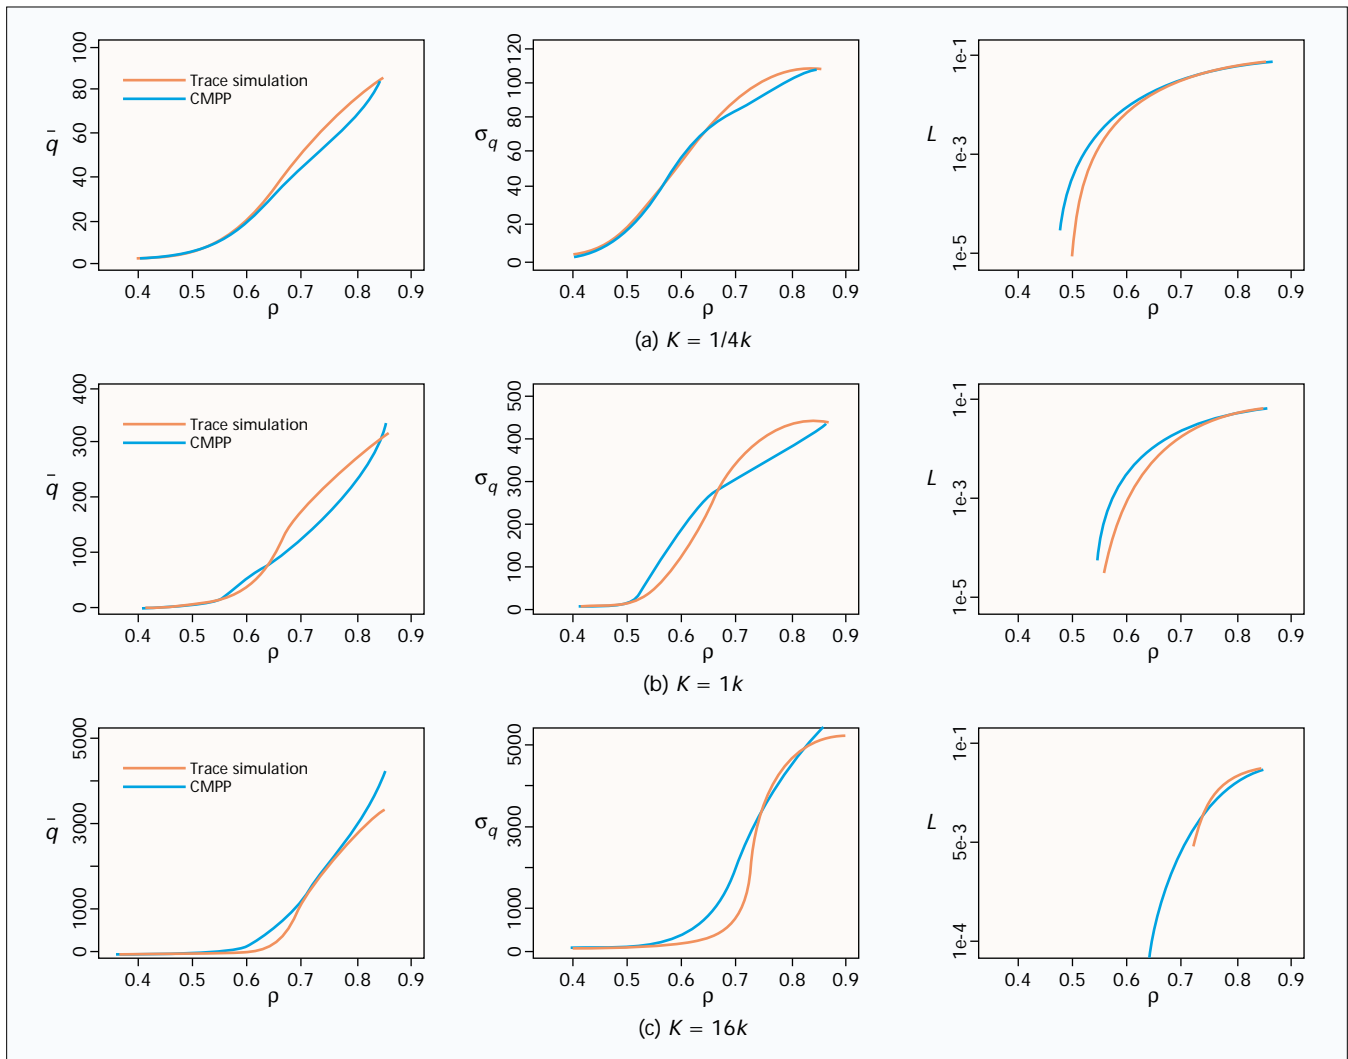 100
80
60
40
20
0
q̄
Trace simulation
CMPP
0.4 0.5 0.6 0.7 0.8 0.9
ρ
120
100
80
60
40
20
0
σq
0.4 0.5 0.6 0.7 0.8 0.9
ρ
1e-1
1e-3
1e-5
L
0.4 0.5 0.6 0.7 0.8 0.9
ρ
(a) K = 1/4k
400
300
200
100
0
q̄
Trace simulation
CMPP
0.4 0.5 0.6 0.7 0.8 0.9
ρ
500
400
300
200
100
0
σq
0.4 0.5 0.6 0.7 0.8 0.9
ρ
1e-1
1e-3
1e-5
L
0.4 0.5 0.6 0.7 0.8 0.9
ρ
(b) K = 1k
5000
3000
1000
0
q̄
Trace simulation
CMPP
0.4 0.5 0.6 0.7 0.8 0.9
ρ
5000
3000
1000
0
σq
0.4 0.5 0.6 0.7 0.8 0.9
ρ
1e-1
5e-3
1e-4
L
0.4 0.5 0.6 0.7 0.8 0.9
ρ
(c) K = 16k